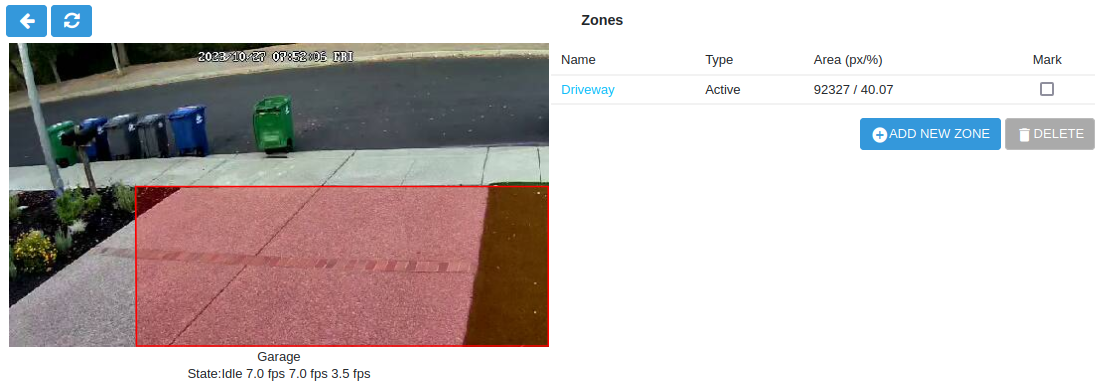 Zones
2023/10/27 07:52:06 FRI
Name Type Area (px/%) Mark
Driveway Active 92327 / 40.07
ADD NEW ZONE DELETE
Garage
State:Idle 7.0 fps 7.0 fps 3.5 fps